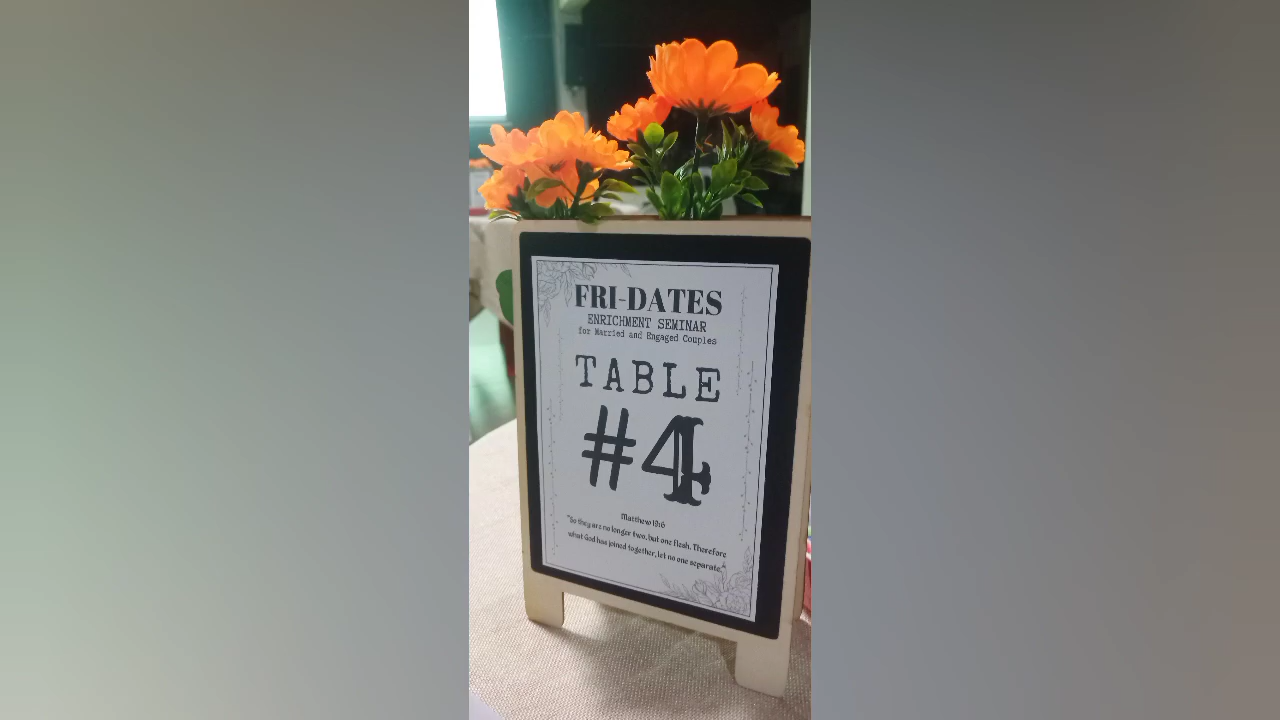 FRI-DATES
ENRICHMENT SEMINAR
for Married and Engaged Couples
TABLE
#4
Matthew 19:6
"So they are no longer two, but one flesh. Therefore
what God has joined together, let no one separate."